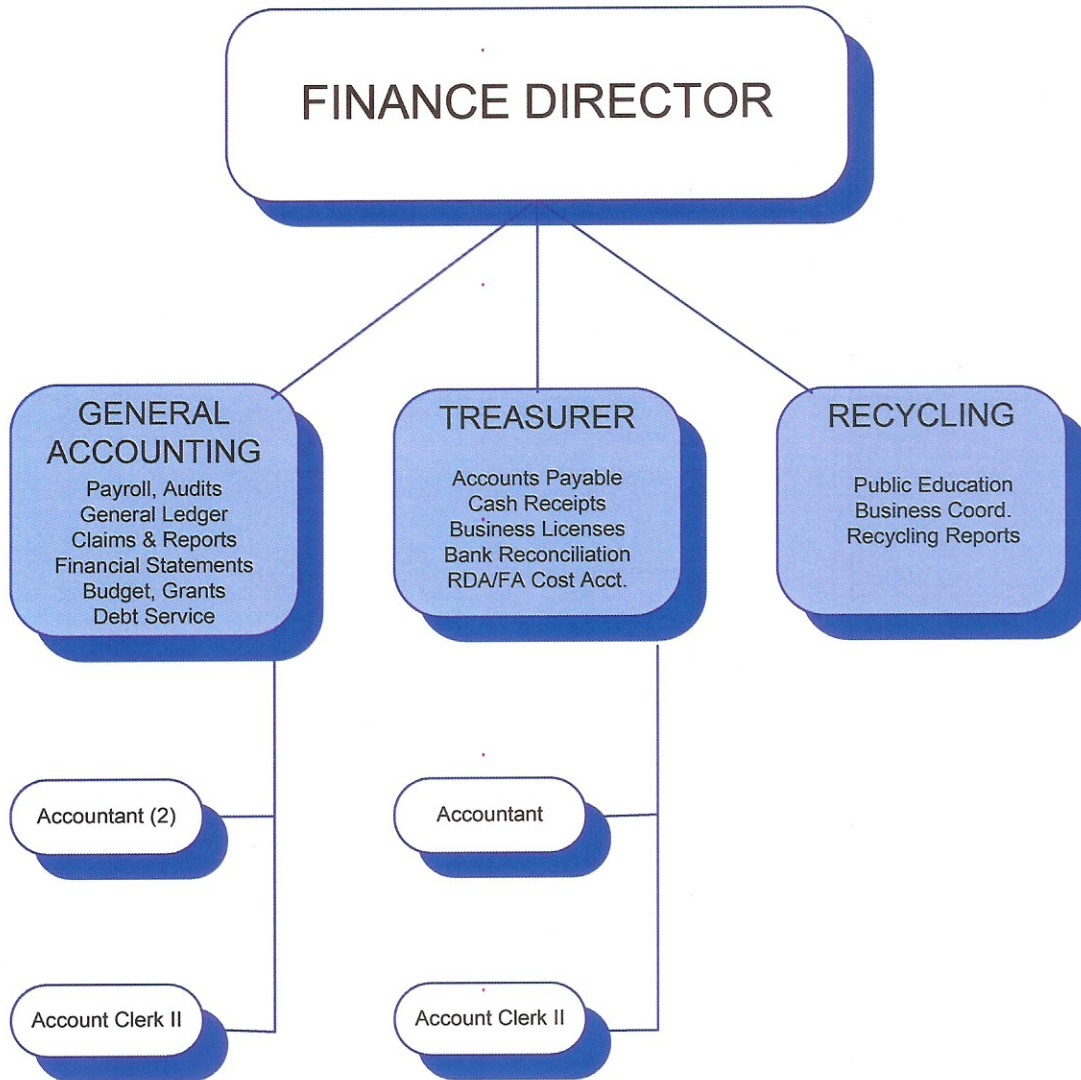 FINANCE DIRECTOR
GENERAL
ACCOUNTING
Payroll, Audits
General Ledger
Claims & Reports
Financial Statements
Budget, Grants
Debt Service
TREASURER
Accounts Payable
Cash Receipts
Business Licenses
Bank Reconciliation
RDA/FA Cost Acct.
RECYCLING
Public Education
Business Coord.
Recycling Reports
Accountant (2)
Accountant
Account Clerk II
Account Clerk II